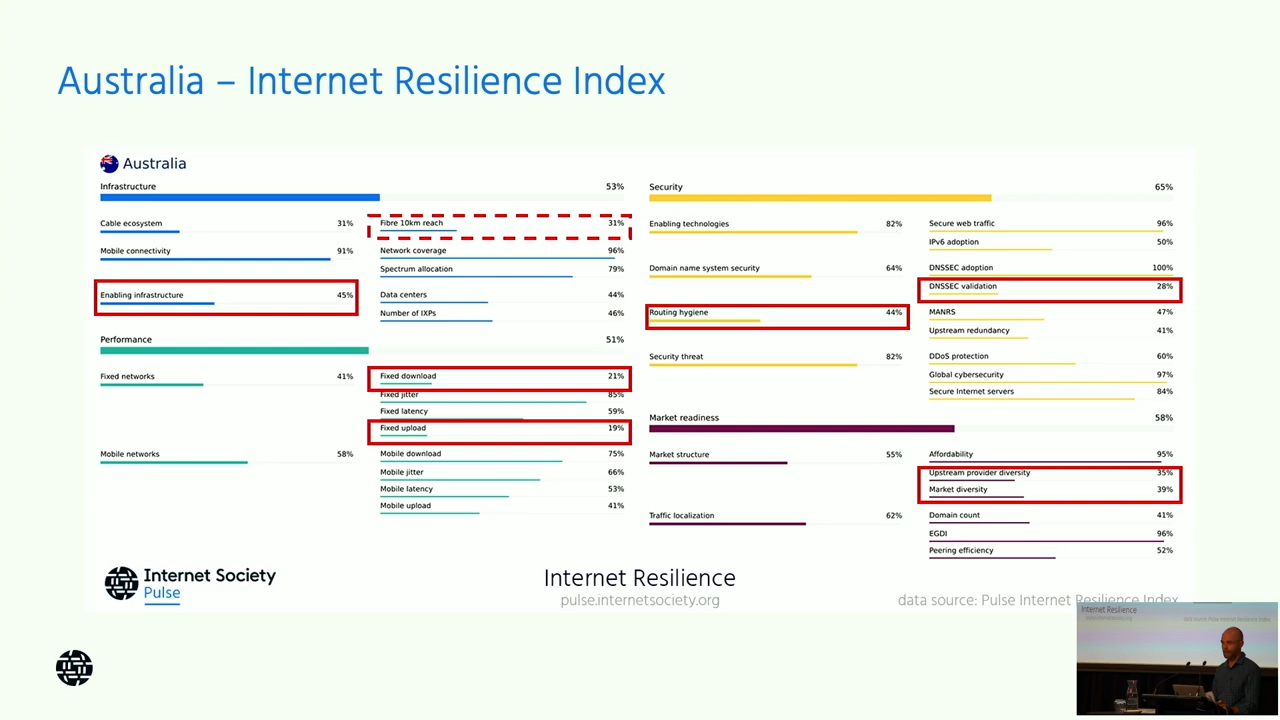 Australia – Internet Resilience Index
Australia
Infrastructure 53%
Cable ecosystem 31%
Fibre 10km reach 31%
Mobile connectivity 91%
Network coverage 96%
Spectrum allocation 79%
Enabling infrastructure 45%
Data centers 44%
Number of IXPs 46%
Performance 51%
Fixed networks 41%
Fixed download 21%
Fixed jitter 85%
Fixed latency 59%
Fixed upload 19%
Mobile networks 58%
Mobile download 75%
Mobile jitter 66%
Mobile latency 53%
Mobile upload 41%
Security 65%
Enabling technologies 82%
Secure web traffic 96%
IPv6 adoption 50%
Domain name system security 64%
DNSSEC adoption 100%
DNSSEC validation 28%
Routing hygiene 44%
MANRS 47%
Upstream redundancy 41%
Security threat 82%
DDoS protection 60%
Global cybersecurity 97%
Secure Internet servers 84%
Market readiness 58%
Market structure 55%
Affordability 95%
Upstream provider diversity 35%
Market diversity 39%
Traffic localization 62%
Domain count 41%
EGDI 96%
Peering efficiency 52%
Internet Society
Pulse
Internet Resilience
pulse.internetsociety.org
data source: Pulse Internet Resilience Index
Internet Resilience